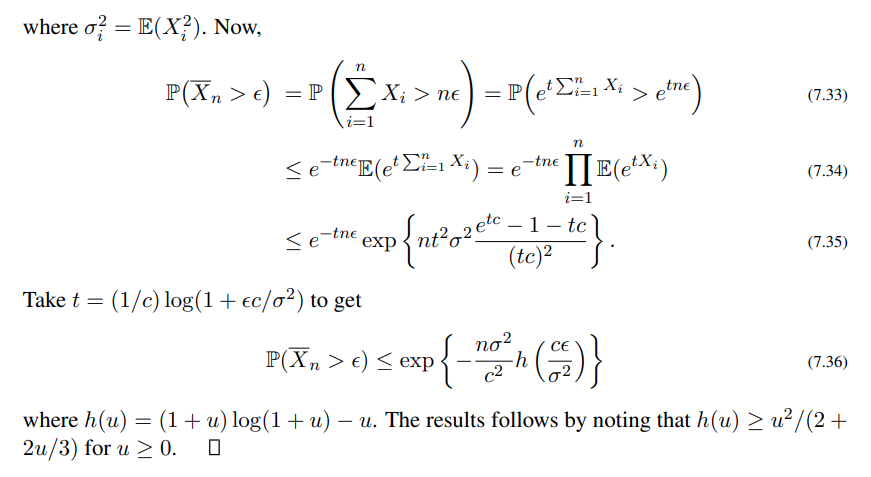 where $\sigma_i^2 = \mathbb{E}(X_i^2)$. Now,
$\mathbb{P}(\overline{X}_n > \epsilon) = \mathbb{P}\left(\sum_{i=1}^{n} X_i > n\epsilon\right) = \mathbb{P}\left(e^{t\sum_{i=1}^{n} X_i} > e^{tn\epsilon}\right)$ (7.33)
$\leq e^{-tn\epsilon}\mathbb{E}(e^{t\sum_{i=1}^{n} X_i}) = e^{-tn\epsilon} \prod_{i=1}^{n} \mathbb{E}(e^{tX_i})$ (7.34)
$\leq e^{-tn\epsilon} \exp\left\{nt^2\sigma^2 \frac{e^{tc} - 1 - tc}{(tc)^2}\right\}.$ (7.35)
Take $t = (1/c)\log(1 + \epsilon c/\sigma^2)$ to get
$\mathbb{P}(\overline{X}_n > \epsilon) \leq \exp\left\{-\frac{n\sigma^2}{c^2} h\left(\frac{c\epsilon}{\sigma^2}\right)\right\}$ (7.36)
where $h(u) = (1 + u)\log(1 + u) - u$. The results follows by noting that $h(u) \geq u^2/(2 +$
$2u/3)$ for $u \geq 0$. □